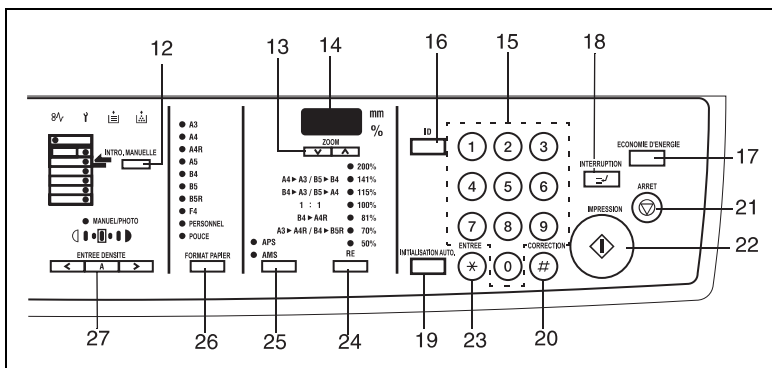 12
13
14
16
15
18
mm
%
ZOOM
ID
1 2 3
ECONOMIE D'ENERGIE
17
INTRO. MANUELLE
INTERRUPTION
A3
A4
A4R
A5
B4
B5
B5R
F4
PERSONNEL
POUCE
200%
A4 ► A3 / B5 ► B4 141%
B4 ► A3 / B5 ► A4 115%
1 : 1 100%
B4 ► A4R 81%
A3 ► A4R / B4 ► B5R 70%
50%
4 5 6
ARRET
21
IMPRESSION
22
7 8 9
MANUEL/PHOTO
APS
AMS
ENTREE DENSITE
< A >
FORMAT PAPIER
RE
INITIALISATION AUTO.
ENTREE
CORRECTION
* 0 #
27
26
25
24
19
23
20